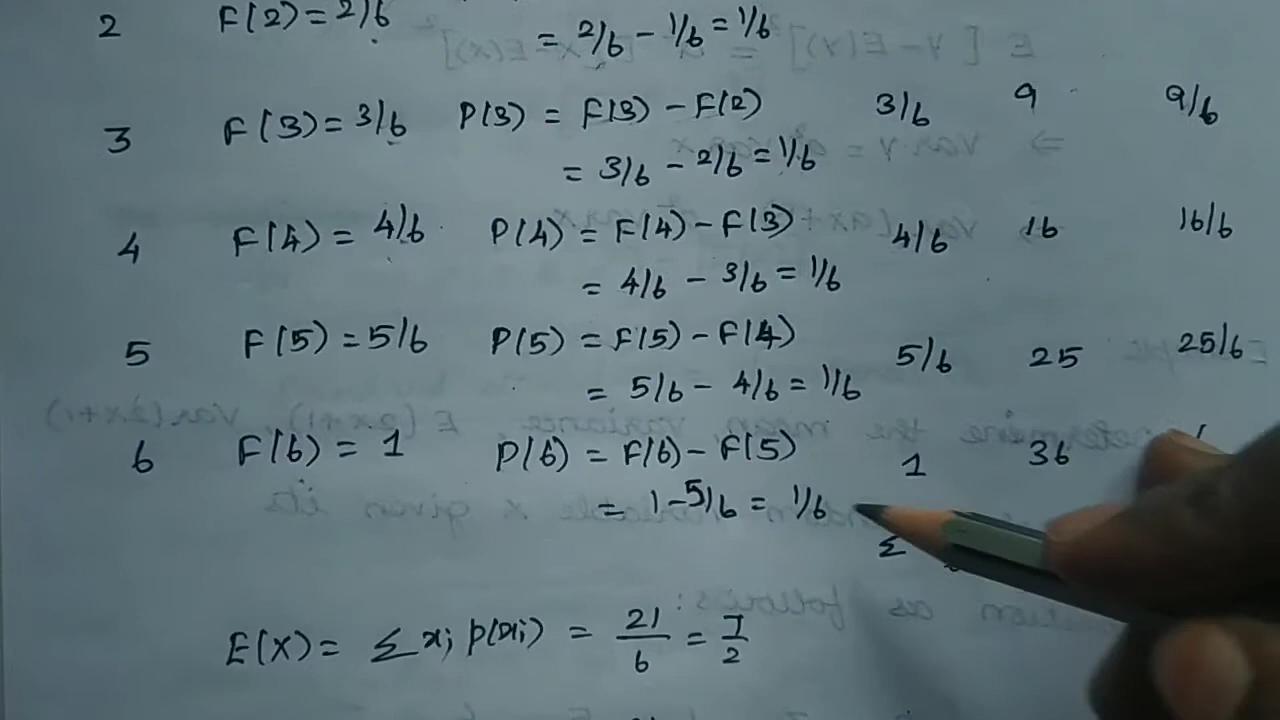 2 F(2) = 2/6
= 2/6 - 1/6 = 1/6
3 F(3) = 3/6 P(3) = F(3) - F(2) 3/6 9 9/6
= 3/6 - 2/6 = 1/6
4 F(4) = 4/6 P(4) = F(4) - F(3) 4/6 16 16/6
= 4/6 - 3/6 = 1/6
5 F(5) = 5/6 P(5) = F(5) - F(4) 5/6 25 25/6
= 5/6 - 4/6 = 1/6
6 F(6) = 1 P(6) = F(6) - F(5) 1 36
= 1 - 5/6 = 1/6
Σ
E(X) = Σ xi p(xi) = 21/6 = 7/2